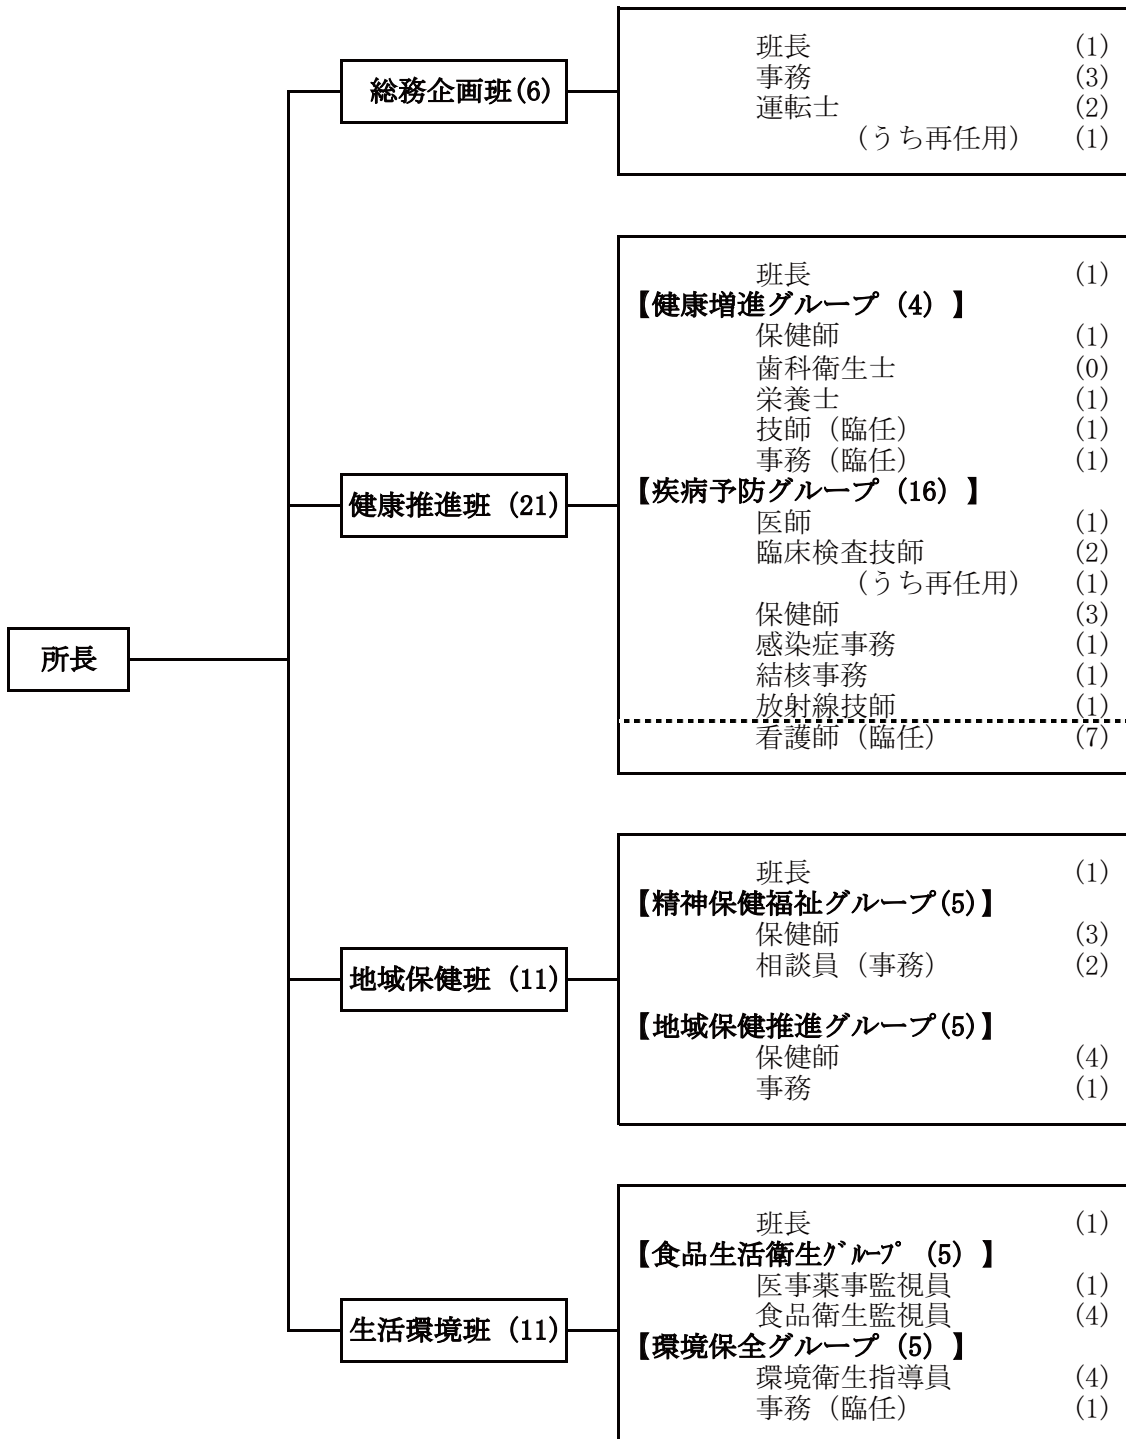 所長
総務企画班(6)
班長 (1)
事務 (3)
運転士 (2)
(うち再任用) (1)
健康推進班 (21)
班長 (1)
【健康増進グループ (4) 】
保健師 (1)
歯科衛生士 (0)
栄養士 (1)
技師 (臨任) (1)
事務 (臨任) (1)
【疾病予防グループ (16) 】
医師 (1)
臨床検査技師 (2)
(うち再任用) (1)
保健師 (3)
感染症事務 (1)
結核事務 (1)
放射線技師 (1)
看護師 (臨任) (7)
地域保健班 (11)
班長 (1)
【精神保健福祉グループ(5)】
保健師 (3)
相談員 (事務) (2)
【地域保健推進グループ(5)】
保健師 (4)
事務 (1)
生活環境班 (11)
班長 (1)
【食品生活衛生ｸﾞﾙｰﾌﾟ (5) 】
医事薬事監視員 (1)
食品衛生監視員 (4)
【環境保全グループ (5) 】
環境衛生指導員 (4)
事務 (臨任) (1)